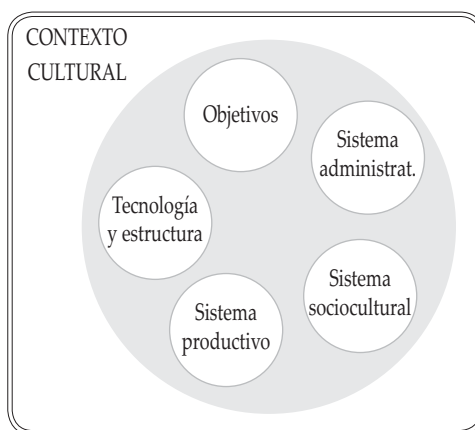 CONTEXTO
CULTURAL
Objetivos
Sistema
administrat.
Tecnología
y estructura
Sistema
sociocultural
Sistema
productivo